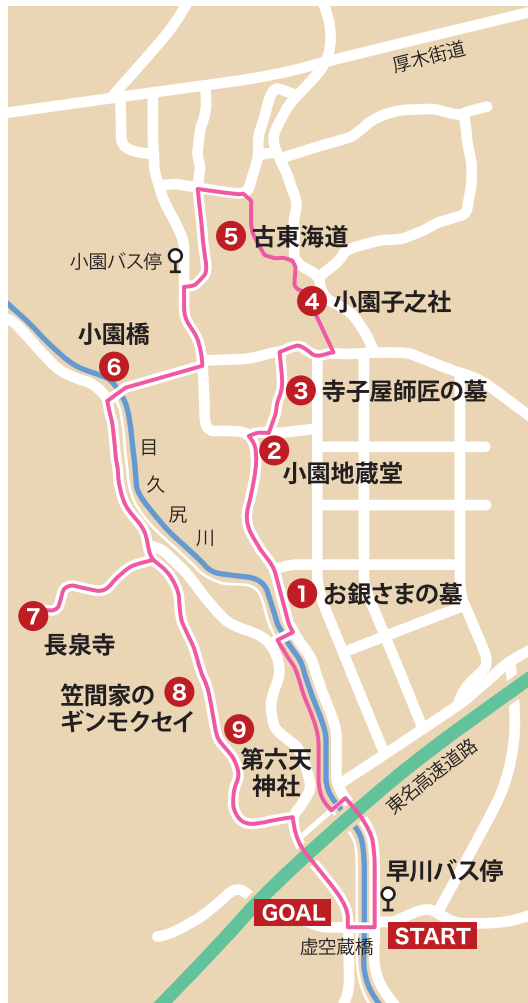 厚木街道
5 古東海道
小園バス停
4 小園子之社
小園橋
6
3 寺子屋師匠の墓
2
小園地蔵堂
目久尻川
1 お銀さまの墓
7
長泉寺
笠間家の
ギンモクセイ
8
9
第六天
神社
東名高速道路
早川バス停
GOAL
START
虚空蔵橋